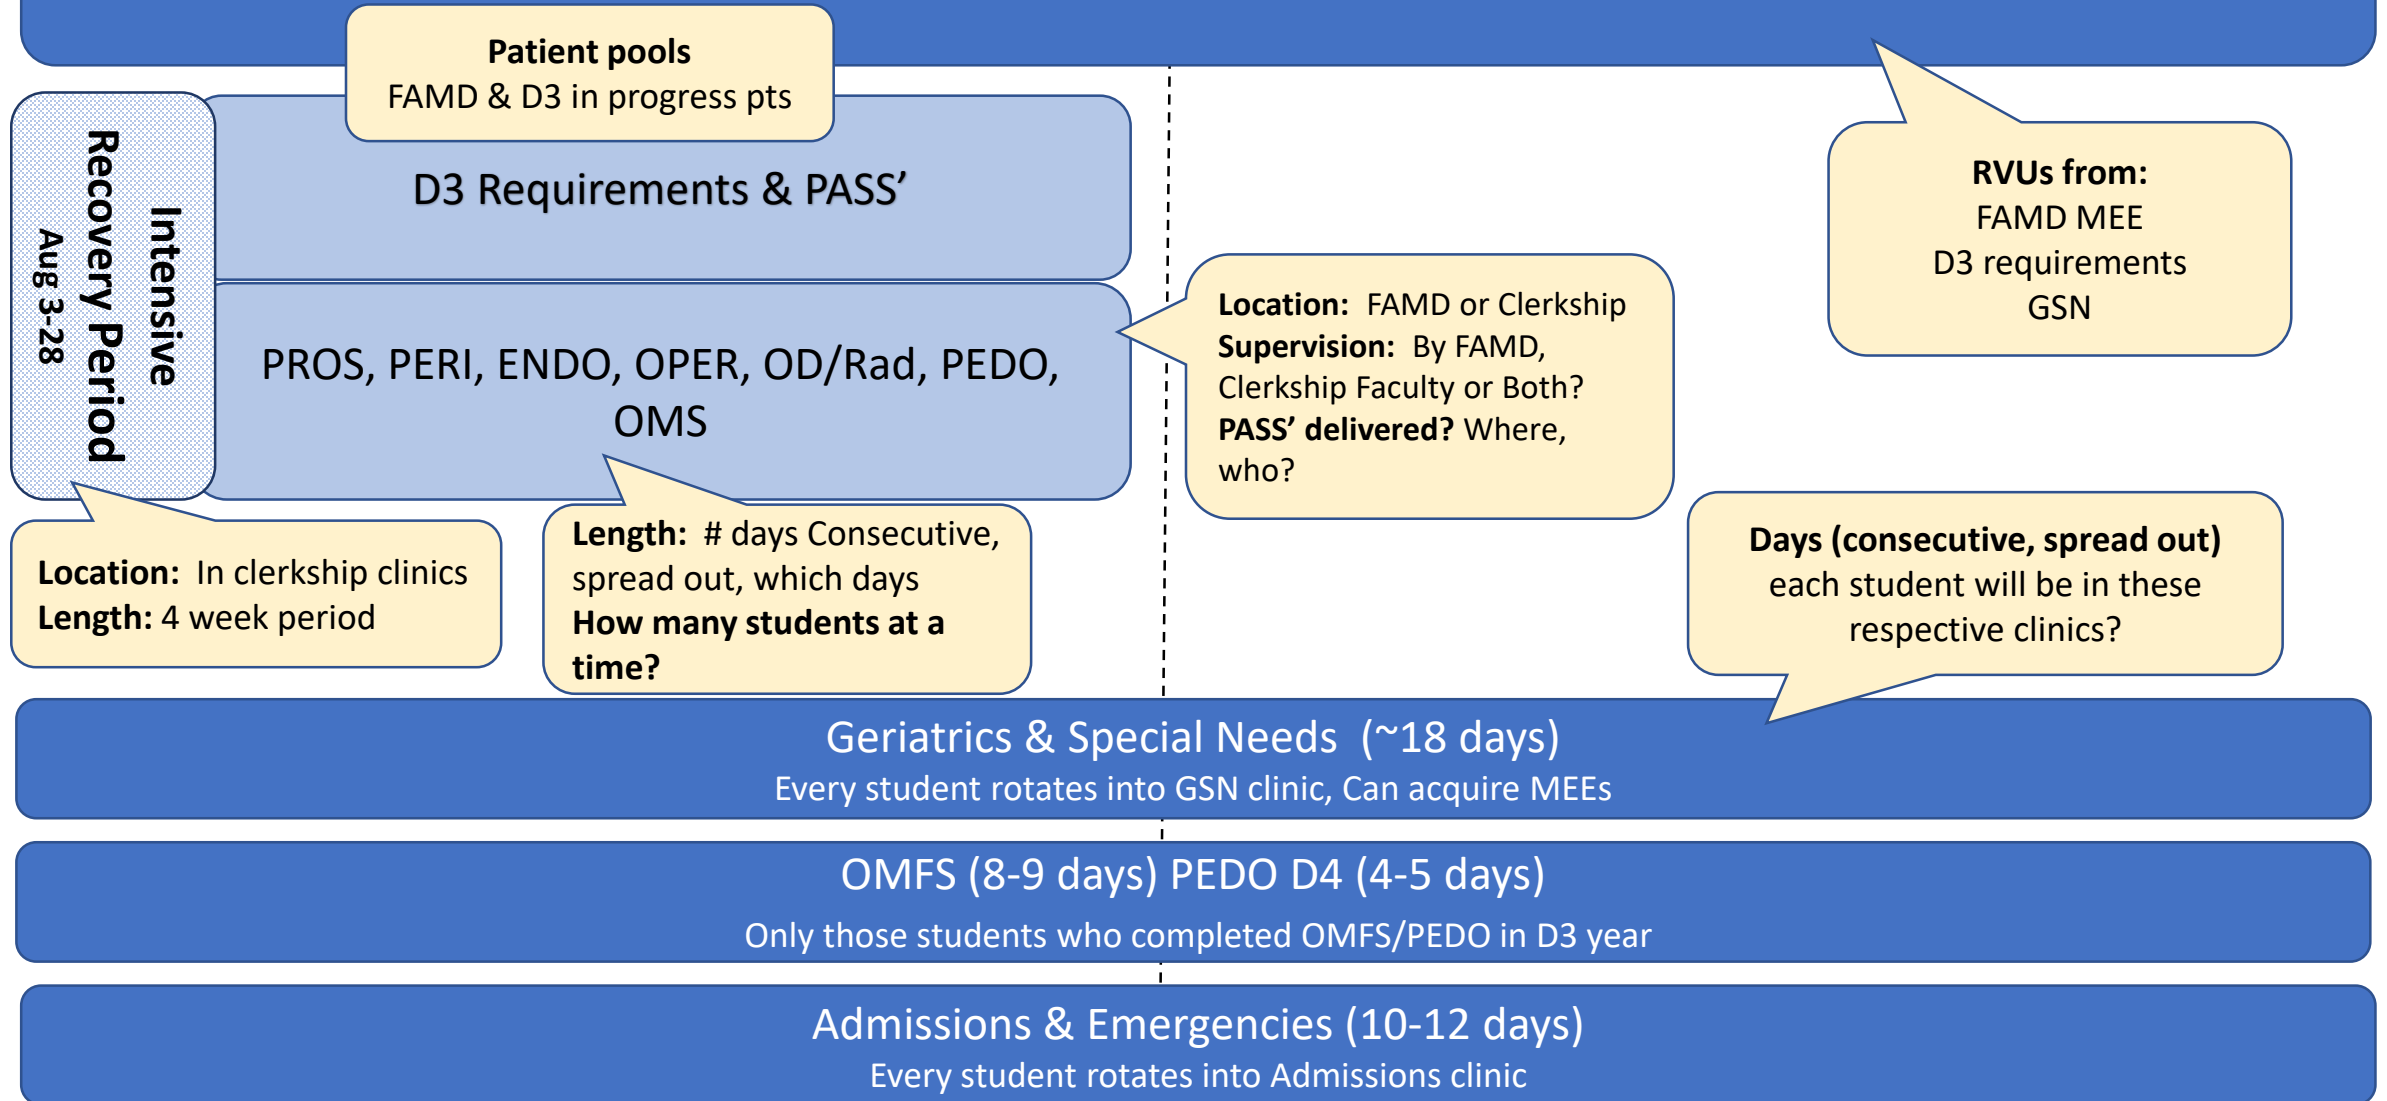 Patient pools
FAMD & D3 in progress pts
Intensive
Recovery Period
Aug 3-28
D3 Requirements & PASS’
RVUs from:
FAMD MEE
D3 requirements
GSN
PROS, PERI, ENDO, OPER, OD/Rad, PEDO,
OMS
Location:  FAMD or Clerkship
Supervision:  By FAMD,
Clerkship Faculty or Both?
PASS’ delivered? Where,
who?
Location:  In clerkship clinics
Length: 4 week period
Length:  # days Consecutive,
spread out, which days
How many students at a
time?
Days (consecutive, spread out)
each student will be in these
respective clinics?
Geriatrics & Special Needs  (~18 days)
Every student rotates into GSN clinic, Can acquire MEEs
OMFS (8-9 days) PEDO D4 (4-5 days)
Only those students who completed OMFS/PEDO in D3 year
Admissions & Emergencies (10-12 days)
Every student rotates into Admissions clinic